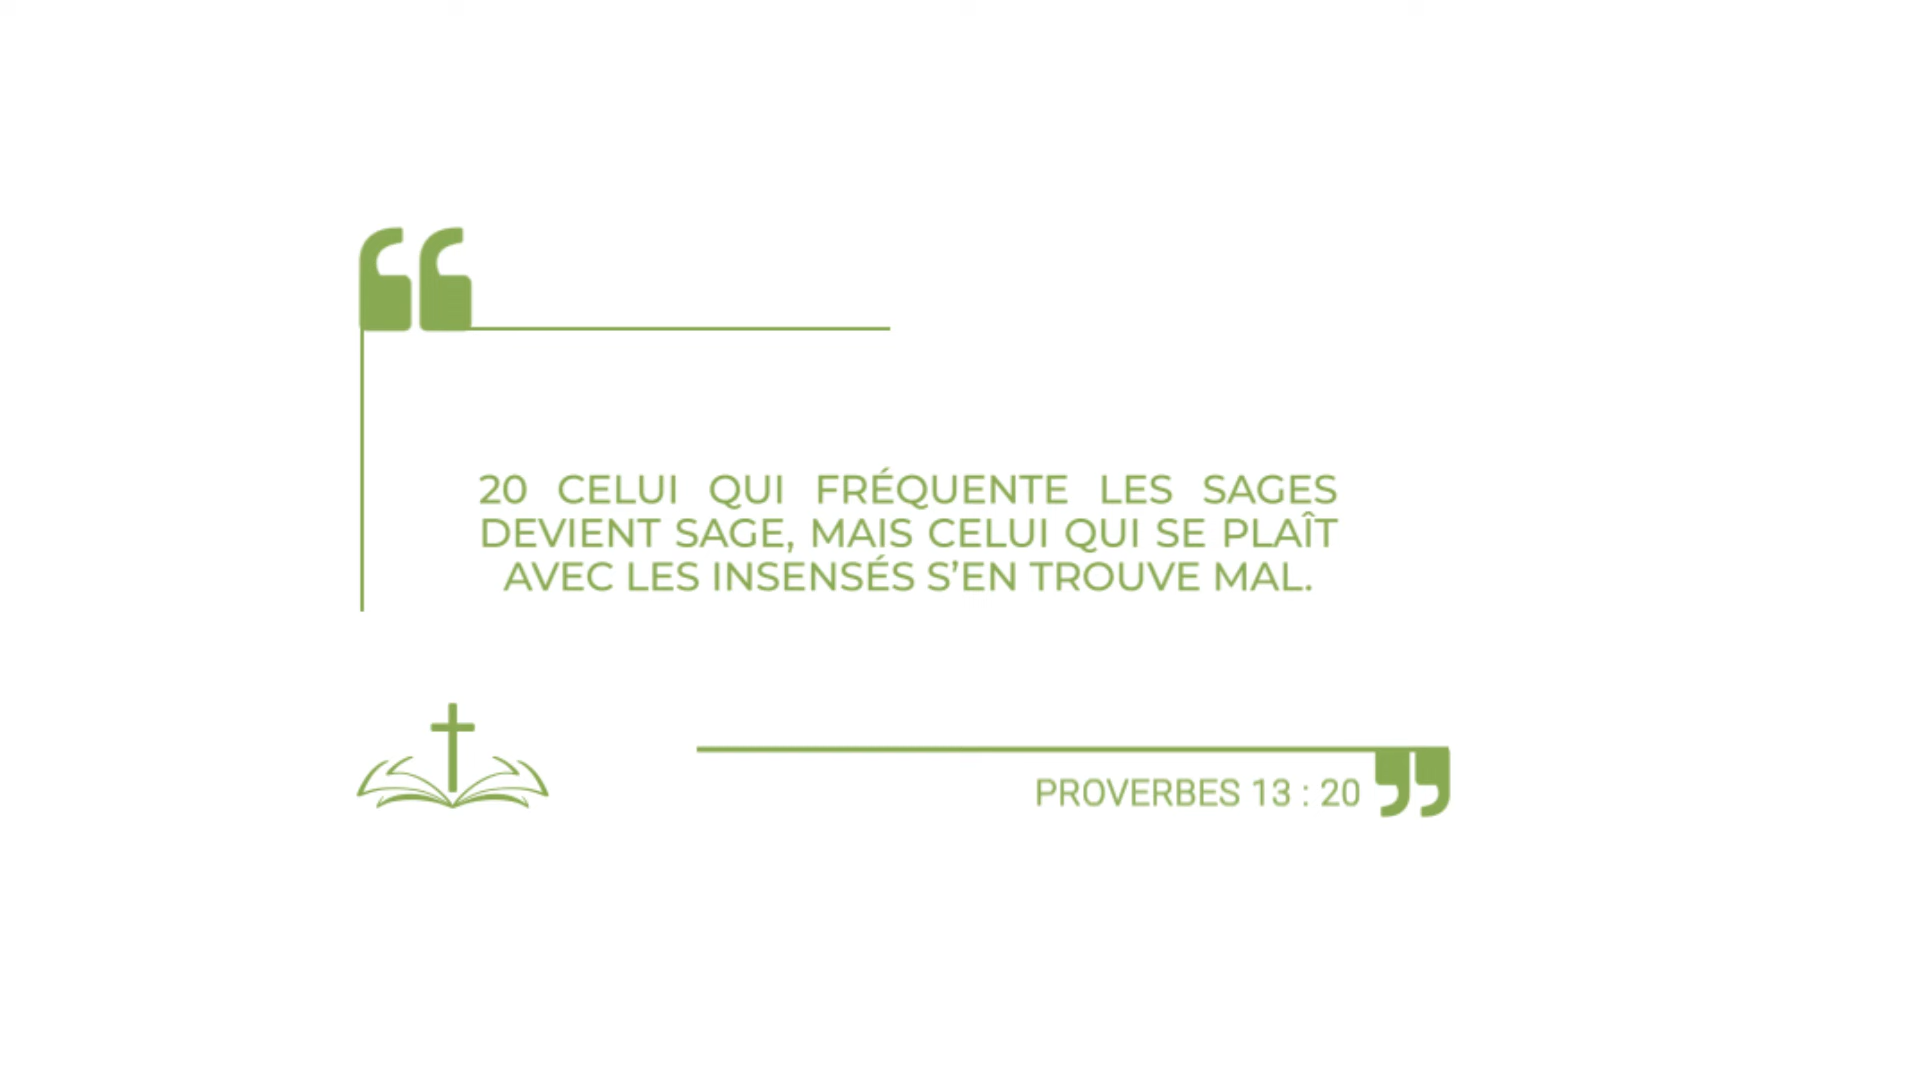 20 CELUI QUI FRÉQUENTE LES SAGES
DEVIENT SAGE, MAIS CELUI QUI SE PLAÎT
AVEC LES INSENSÉS S’EN TROUVE MAL.
PROVERBES 13 : 20